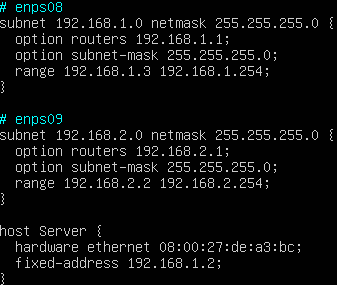 # enps08
subnet 192.168.1.0 netmask 255.255.255.0 {
  option routers 192.168.1.1;
  option subnet-mask 255.255.255.0;
  range 192.168.1.3 192.168.1.254;
}

# enps09
subnet 192.168.2.0 netmask 255.255.255.0 {
  option routers 192.168.2.1;
  option subnet-mask 255.255.255.0;
  range 192.168.2.2 192.168.2.254;
}

host Server {
  hardware ethernet 08:00:27:de:a3:bc;
  fixed-address 192.168.1.2;
}